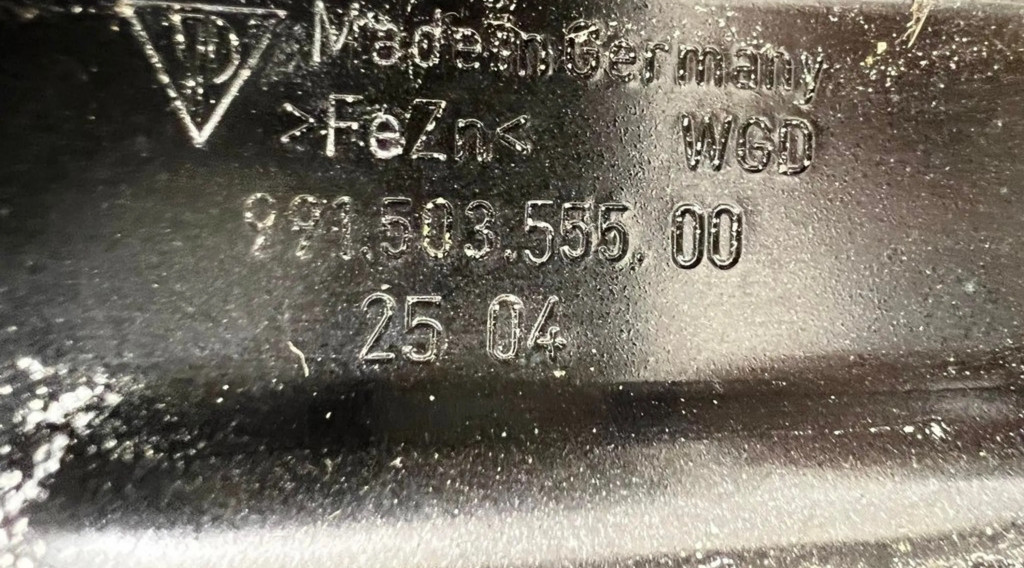 Made in Germany
>FeZn< WGD
991.503.555.00
25 04